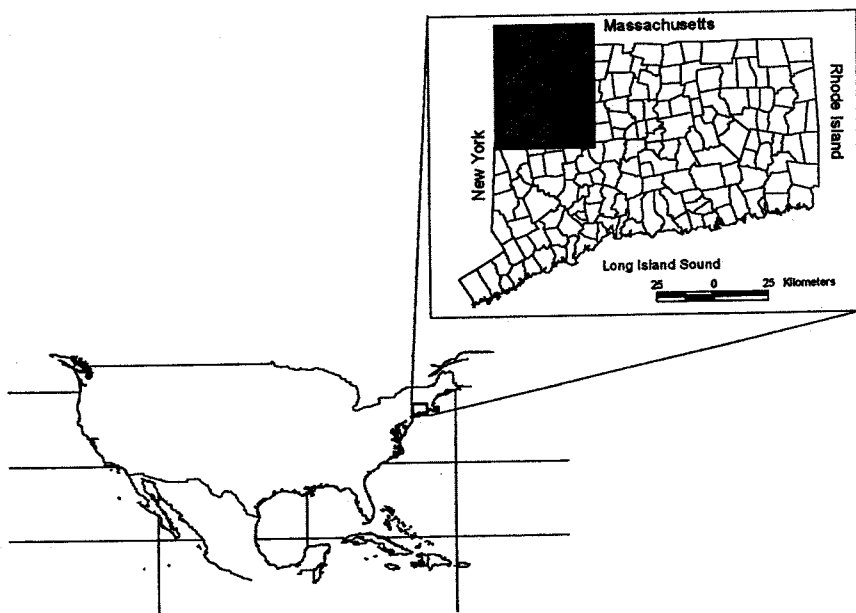 Massachusetts
Rhode Island
New York
Long Island Sound
25 0 25 Kilometers